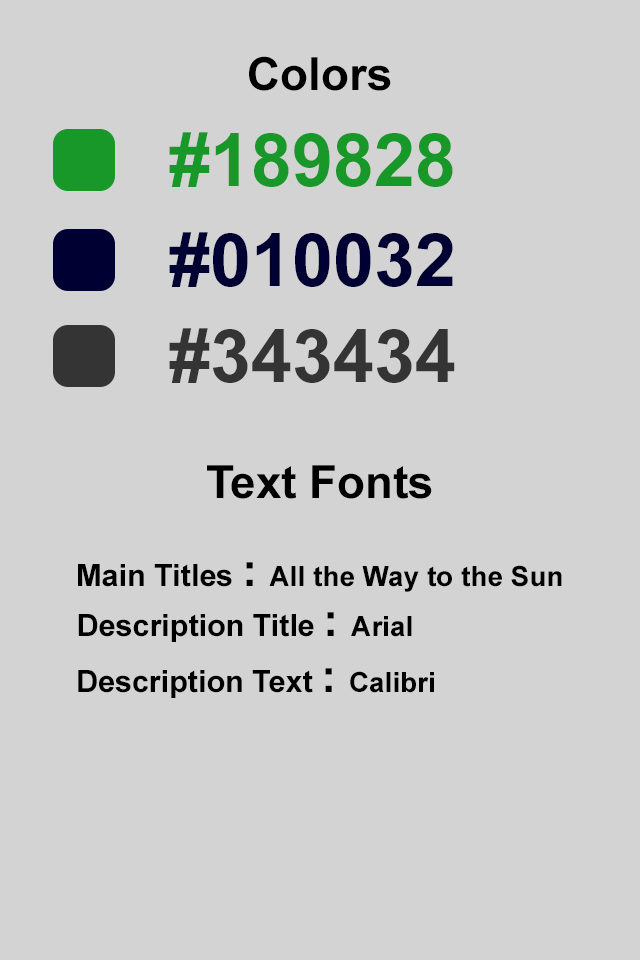 Colors
#189828
#010032
#343434
Text Fonts
Main Titles : All the Way to the Sun
Description Title : Arial
Description Text : Calibri